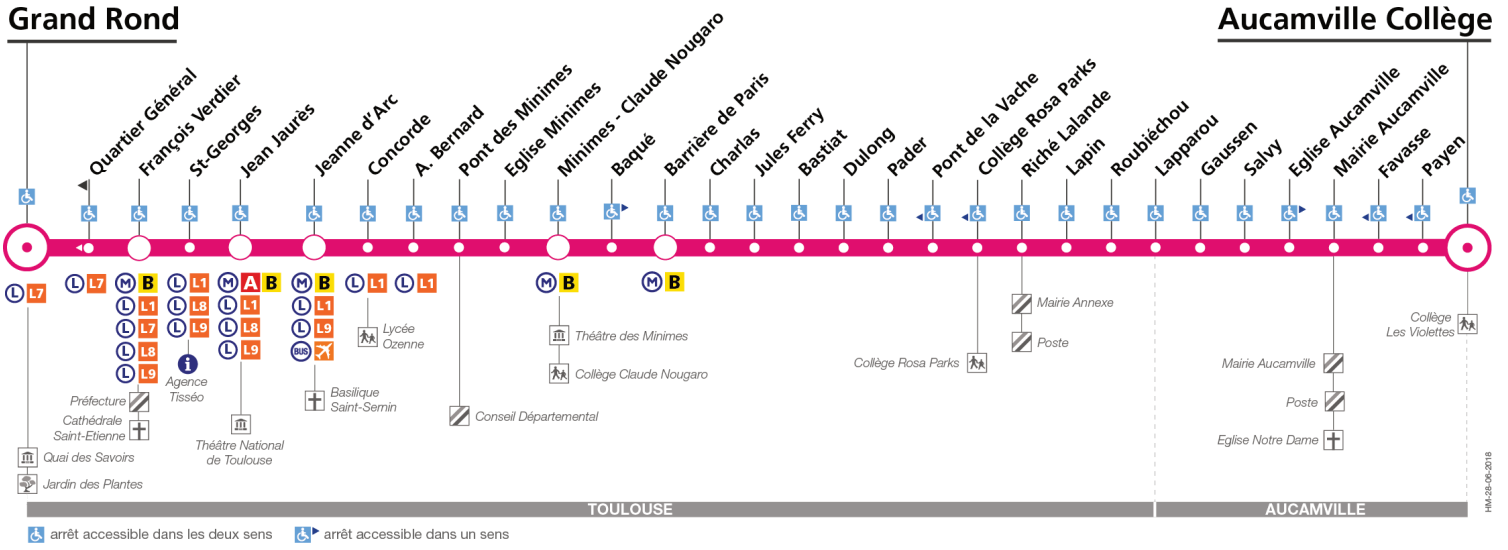 Grand Rond
Aucamville Collège
Quartier Général
François Verdier
St-Georges
Jean Jaurès
Jeanne d'Arc
Concorde
A. Bernard
Pont des Minimes
Eglise Minimes
Minimes - Claude Nougaro
Baqué
Barrière de Paris
Charlas
Jules Ferry
Bastiat
Dulong
Pader
Pont de la Vache
Collège Rosa Parks
Riché Lalande
Lapin
Roubiéchou
Lapparou
Gaussen
Salvy
Eglise Aucamville
Mairie Aucamville
Favasse
Payen
L L7
Quai des Savoirs
Jardin des Plantes
L L7
M B
L L1
L L7
L L8
L L9
Préfecture
Cathédrale
Saint-Etienne
L L1
L L8
L L9
i
Agence
Tisséo
M A B
L L1
L L8
L L9
Théâtre National
de Toulouse
M B
L L1
L L9
BUS
Basilique
Saint-Sernin
L L1
Lycée
Ozenne
L L1
Conseil Départemental
M B
Théâtre des Minimes
Collège Claude Nougaro
M B
Collège Rosa Parks
Mairie Annexe
Poste
Mairie Aucamville
Poste
Eglise Notre Dame
Collège
Les Violettes
TOULOUSE
AUCAMVILLE
arrêt accessible dans les deux sens
arrêt accessible dans un sens
HM-28-06-2018